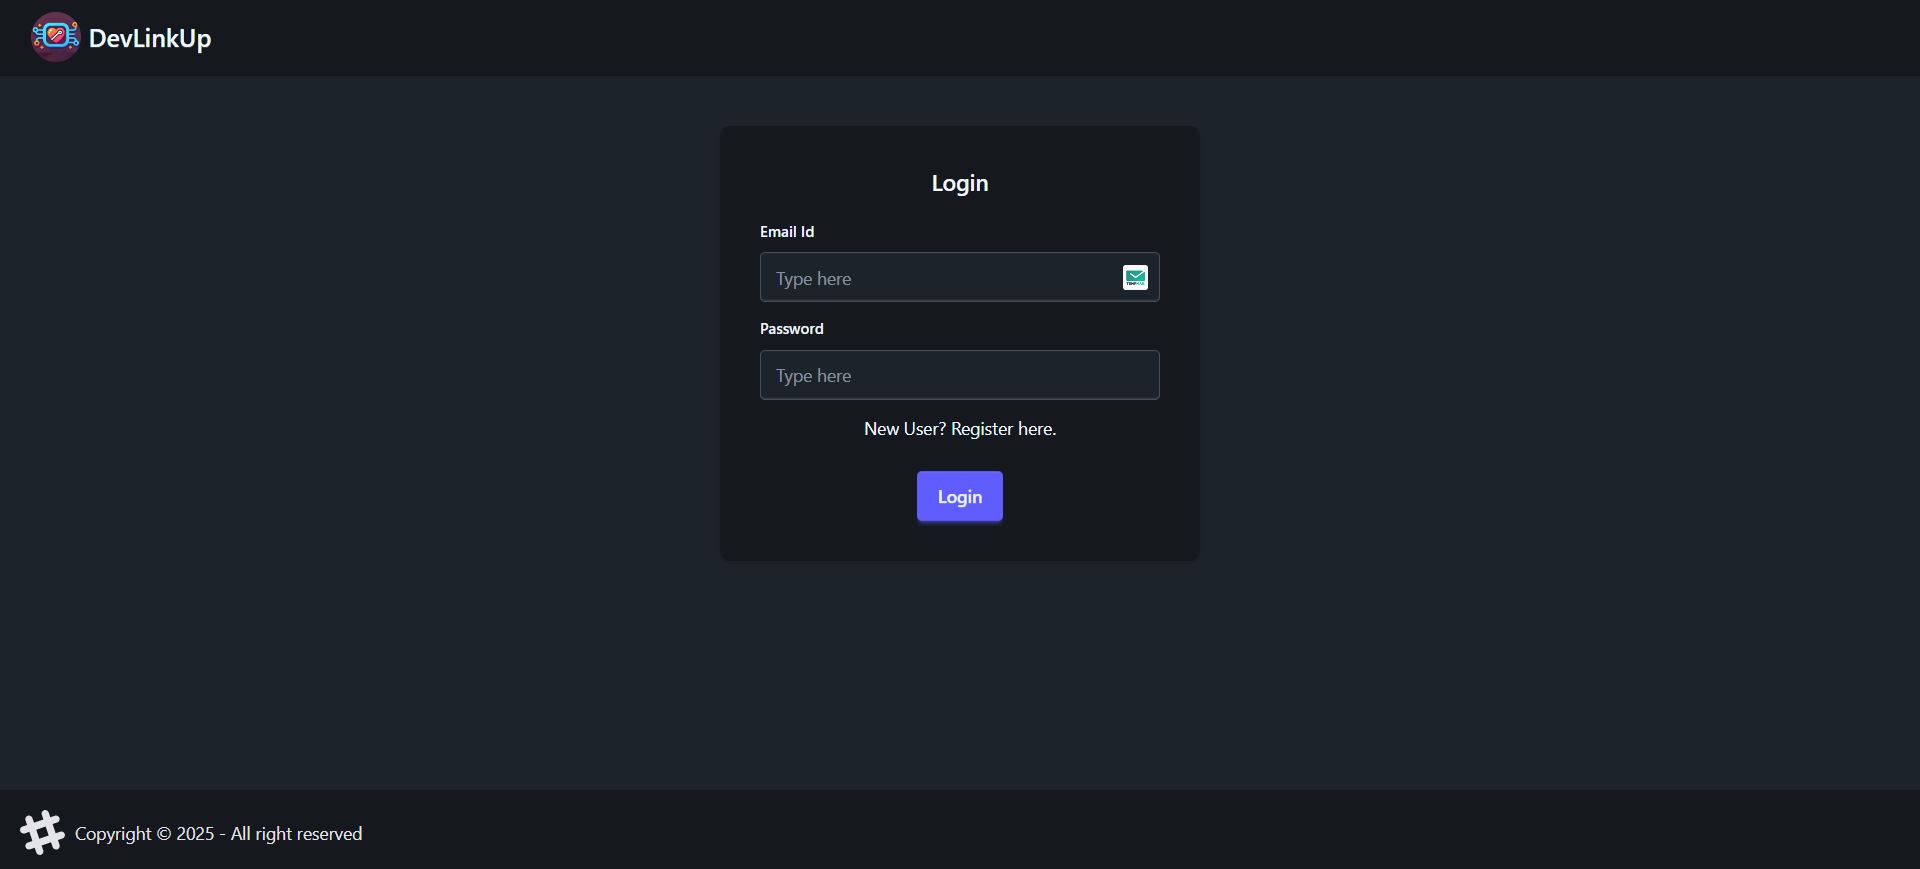 DevLinkUp
Login
Email Id
Type here
Password
Type here
New User? Register here.
Login
Copyright © 2025 - All right reserved